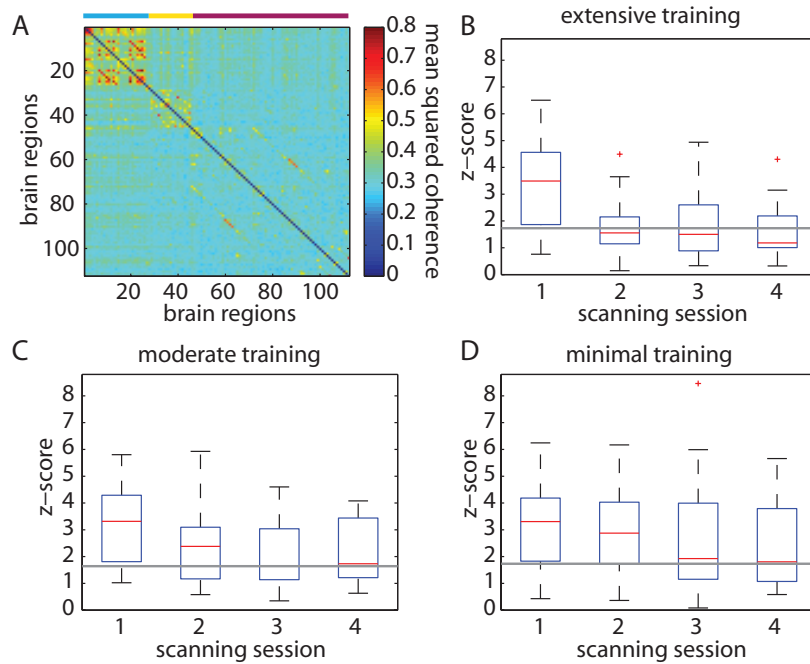 A
20
40
60
80
100
brain regions
20 40 60 80 100
brain regions
0.8
0.7
0.6
0.5
0.4
0.3
0.2
0.1
0
mean squared coherence
B extensive training
8
7
6
5
4
3
2
1
0
z−score
1 2 3 4
scanning session
C moderate training
8
7
6
5
4
3
2
1
0
z−score
1 2 3 4
scanning session
D minimal training
8
7
6
5
4
3
2
1
0
z−score
1 2 3 4
scanning session